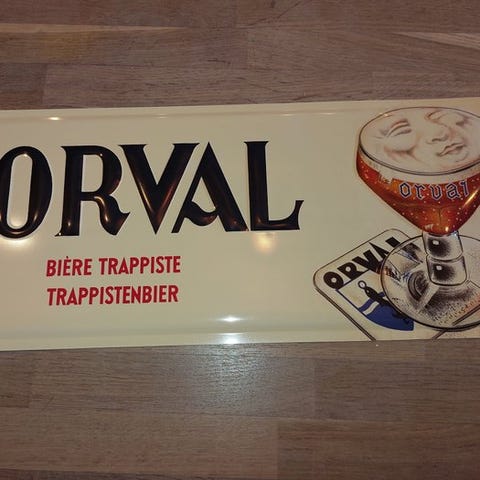 ORVAL
BIÈRE TRAPPISTE
TRAPPISTENBIER
orval
ORVAL